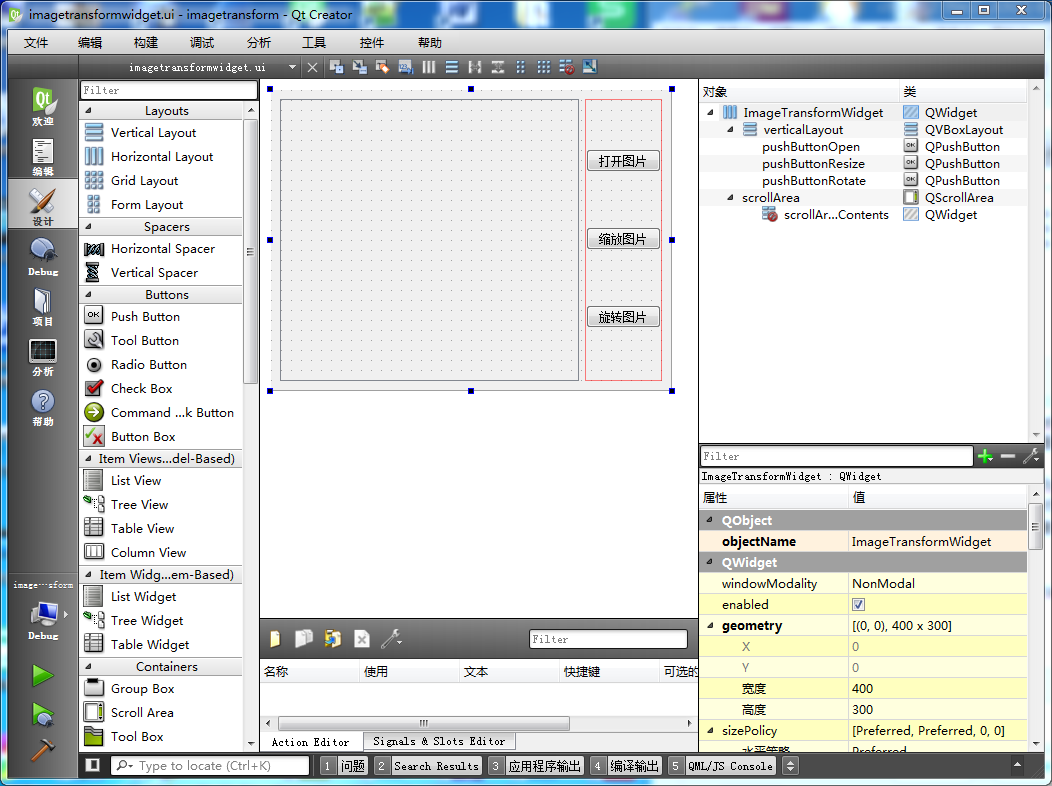 imagetransformwidget.ui - imagetransform - Qt Creator
文件 编辑 构建 调试 分析 工具 控件 帮助
imagetransformwidget.ui
欢迎
编辑
设计
Debug
项目
分析
帮助
image…sform
Debug
Filter
Layouts
Vertical Layout
Horizontal Layout
Grid Layout
Form Layout
Spacers
Horizontal Spacer
Vertical Spacer
Buttons
OK Push Button
Tool Button
Radio Button
Check Box
Command ...k Button
Button Box
Item Views...del-Based)
List View
Tree View
Table View
Column View
Item Widg...em-Based)
List Widget
Tree Widget
Table Widget
Containers
Group Box
Scroll Area
Tool Box
打开图片
缩放图片
旋转图片
Filter
名称 使用 文本 快捷键 可选的
Action Editor Signals & Slots Editor
对象 类
ImageTransformWidget QWidget
verticalLayout QVBoxLayout
pushButtonOpen OK QPushButton
pushButtonResize OK QPushButton
pushButtonRotate OK QPushButton
scrollArea QScrollArea
scrollAr...Contents QWidget
Filter
ImageTransformWidget : QWidget
属性 值
QObject
objectName ImageTransformWidget
QWidget
windowModality NonModal
enabled
geometry [(0, 0), 400 x 300]
X 0
Y 0
宽度 400
高度 300
sizePolicy [Preferred, Preferred, 0, 0]
水平策略 Preferred
Type to locate (Ctrl+K) 1 问题 2 Search Results 3 应用程序输出 4 编译输出 5 QML/JS Console